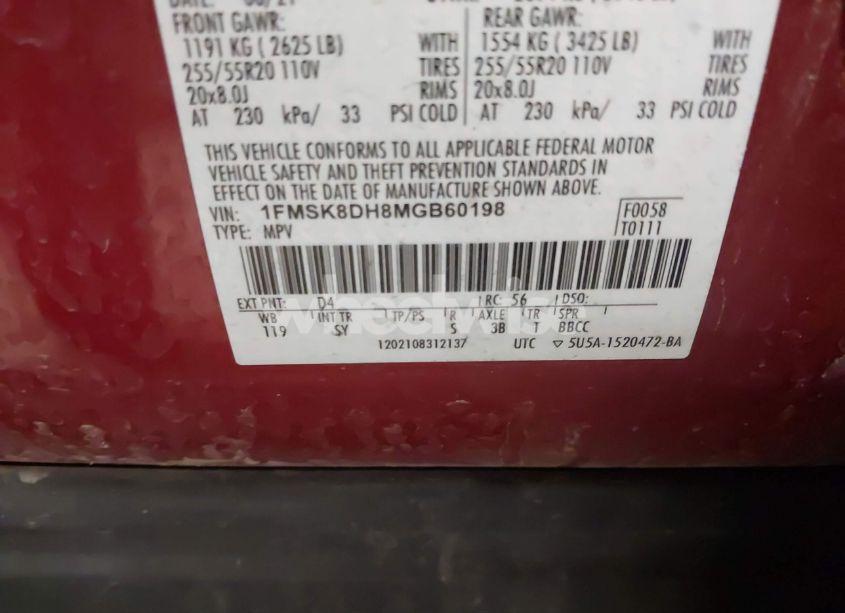 FRONT GAWR: REAR GAWR:
1191 KG ( 2625 LB) WITH 1554 KG ( 3425 LB) WITH
255/55R20 110V TIRES 255/55R20 110V TIRES
20x8.0J RIMS 20x8.0J RIMS
AT 230 kPa/ 33 PSI COLD AT 230 kPa/ 33 PSI COLD
THIS VEHICLE CONFORMS TO ALL APPLICABLE FEDERAL MOTOR
VEHICLE SAFETY AND THEFT PREVENTION STANDARDS IN
EFFECT ON THE DATE OF MANUFACTURE SHOWN ABOVE.
VIN: 1FMSK8DH8MGB60198 F0058
TYPE: MPV T0111
EXT PNT: D4 RC: 56 DSO:
WB INT TR TP/PS R AXLE TR SPR
119 SY S 3B T BBCC
1202108312137 UTC ▽ 5U5A-1520472-BA
wheelwise